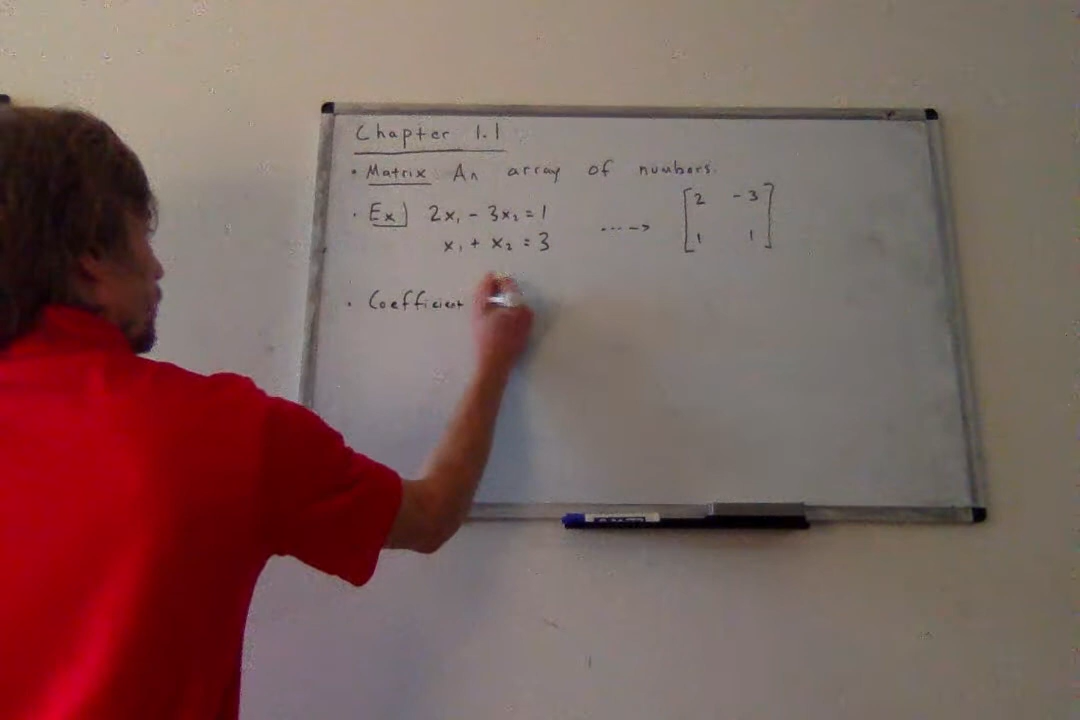 Chapter 1.1
• Matrix An array of numbers.
• Ex] 2x₁ - 3x₂ = 1
x₁ + x₂ = 3
----> [2 -3
1 1]
• Coefficient